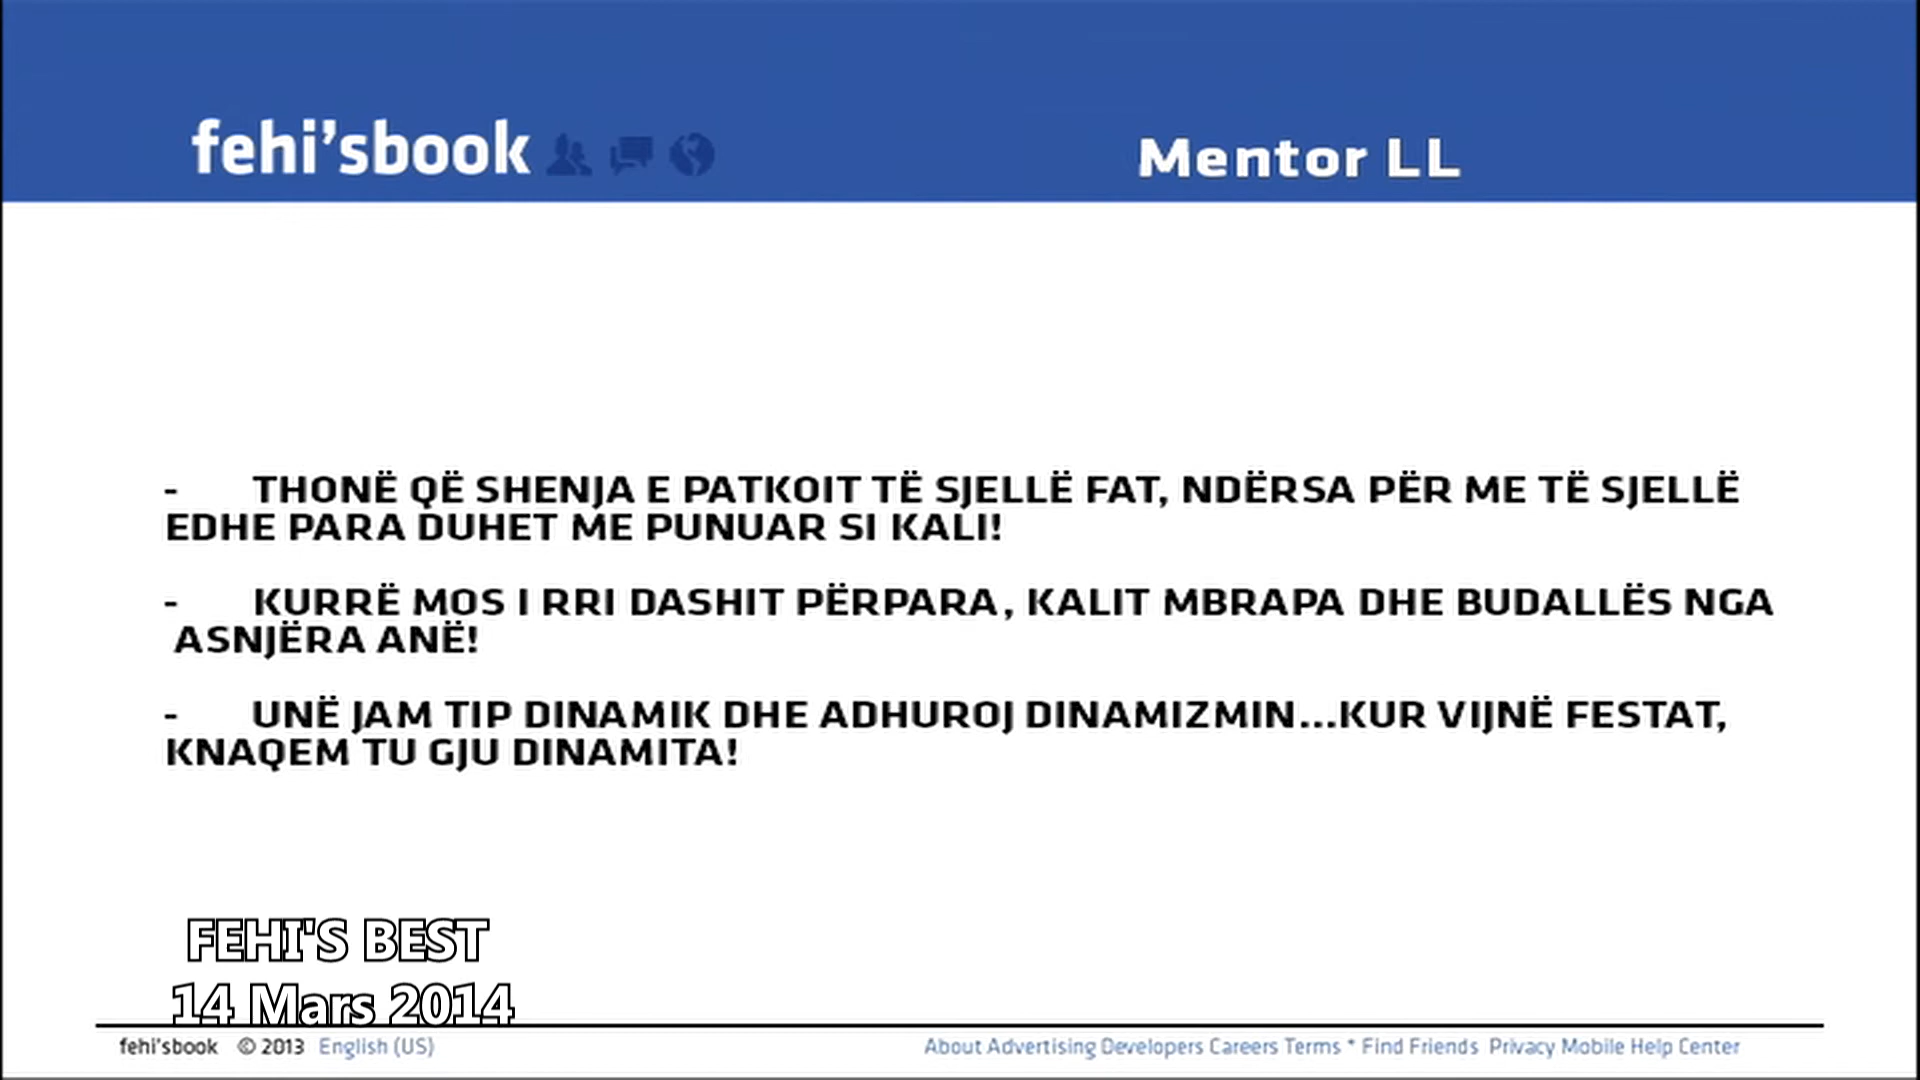 fehi'sbook
Mentor LL
- THONË QË SHENJA E PATKOIT TË SJELLË FAT, NDËRSA PËR ME TË SJELLË
EDHE PARA DUHET ME PUNUAR SI KALI!
- KURRË MOS I RRI DASHIT PËRPARA, KALIT MBRAPA DHE BUDALLËS NGA
ASNJËRA ANË!
- UNË JAM TIP DINAMIK DHE ADHUROJ DINAMIZMIN...KUR VIJNË FESTAT,
KNAQEM TU GJU DINAMITA!
FEHI'S BEST
14 Mars 2014
fehi'sbook © 2013 English (US)
About Advertising Developers Careers Terms * Find Friends Privacy Mobile Help Center